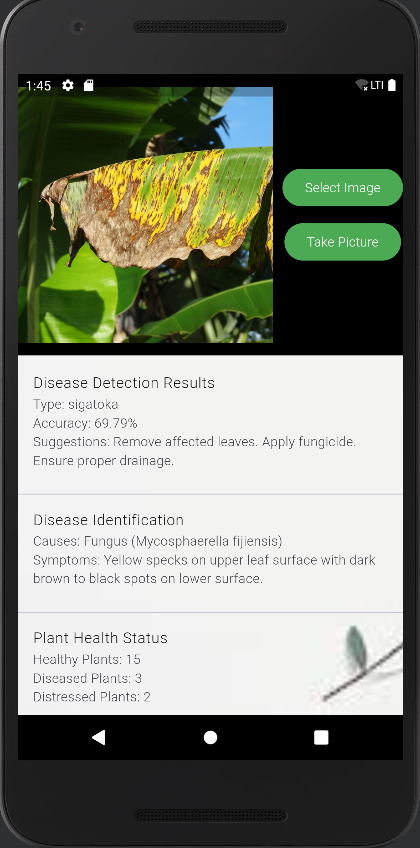 1:45 LTE
Select Image
Take Picture
Disease Detection Results
Type: sigatoka
Accuracy: 69.79%
Suggestions: Remove affected leaves. Apply fungicide.
Ensure proper drainage.
Disease Identification
Causes: Fungus (Mycosphaerella fijiensis)
Symptoms: Yellow specks on upper leaf surface with dark
brown to black spots on lower surface.
Plant Health Status
Healthy Plants: 15
Diseased Plants: 3
Distressed Plants: 2